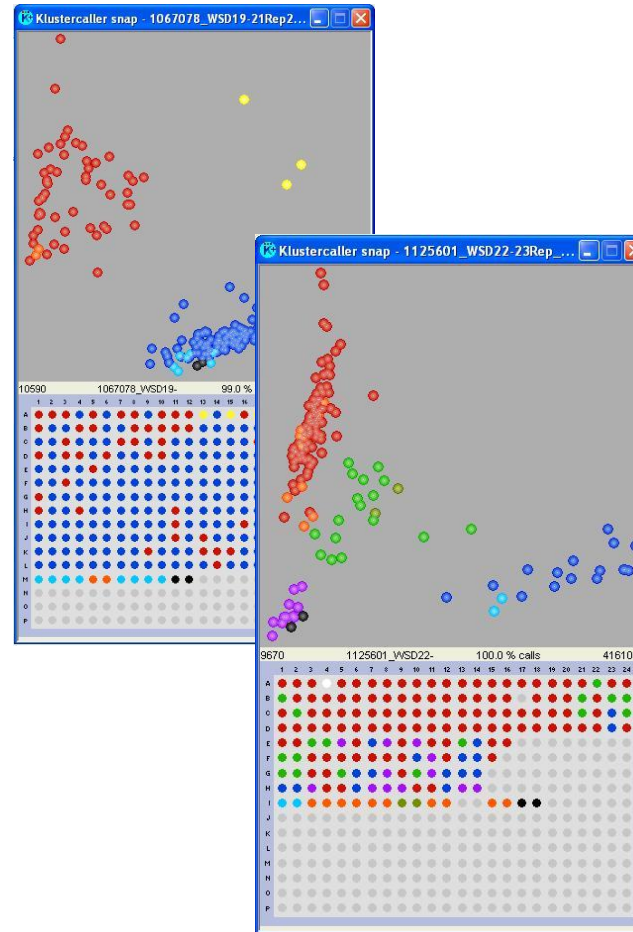 Klustercaller snap - 1067078_WSD19-21Rep2...
10590 1067078_WSD19- 99.0 %
1 2 3 4 5 6 7 8 9 10 11 12 13 14 15 16
A
B
C
D
E
F
G
H
I
J
K
L
M
N
O
P
Klustercaller snap - 1125601_WSD22-23Rep_...
9670 1125601_WSD22- 100.0 % calls 41610
1 2 3 4 5 6 7 8 9 10 11 12 13 14 15 16 17 18 19 20 21 22 23 24
A
B
C
D
E
F
G
H
I
J
K
L
M
N
O
P